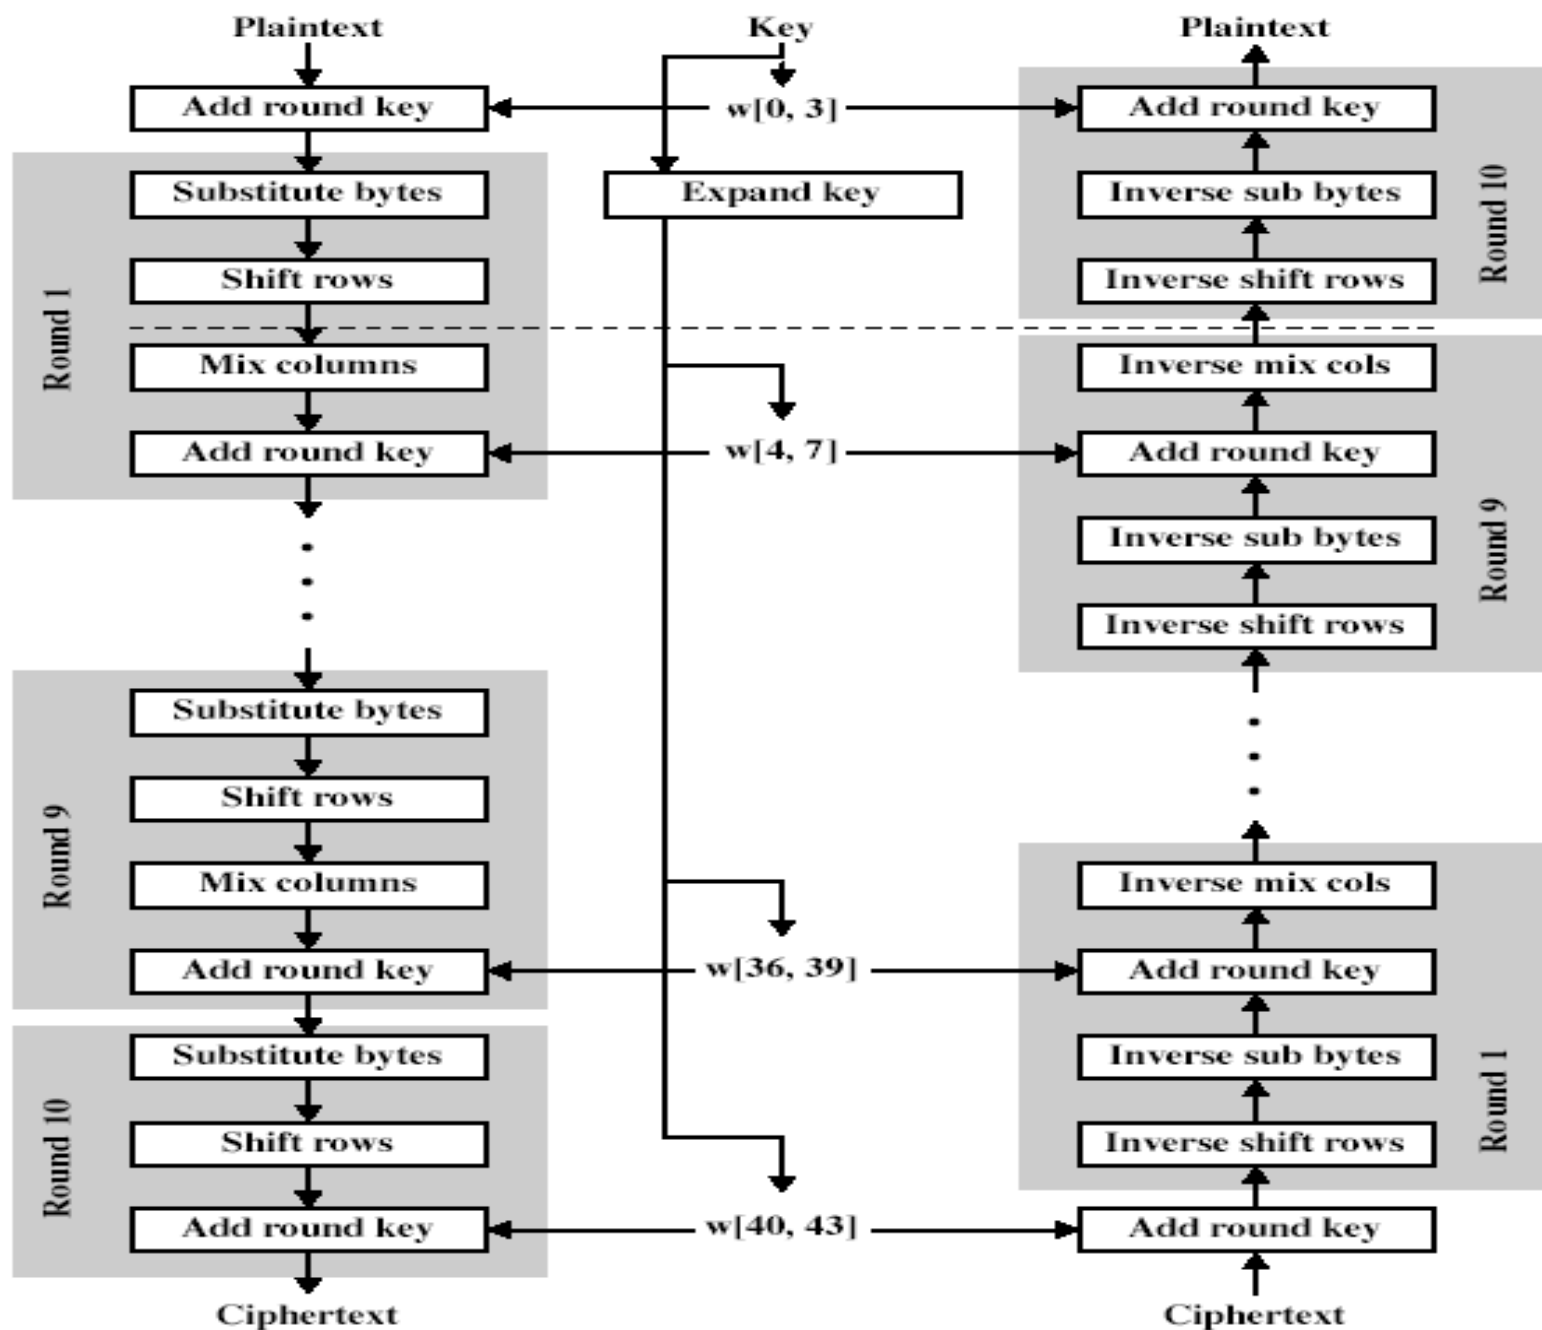 Plaintext
Add round key
Round 1
Substitute bytes
Shift rows
Mix columns
Add round key
Round 9
Substitute bytes
Shift rows
Mix columns
Add round key
Round 10
Substitute bytes
Shift rows
Add round key
Ciphertext
Key
w[0, 3]
Expand key
w[4, 7]
w[36, 39]
w[40, 43]
Plaintext
Add round key
Inverse sub bytes
Inverse shift rows
Round 10
Inverse mix cols
Add round key
Inverse sub bytes
Inverse shift rows
Round 9
Inverse mix cols
Add round key
Inverse sub bytes
Inverse shift rows
Round 1
Add round key
Ciphertext